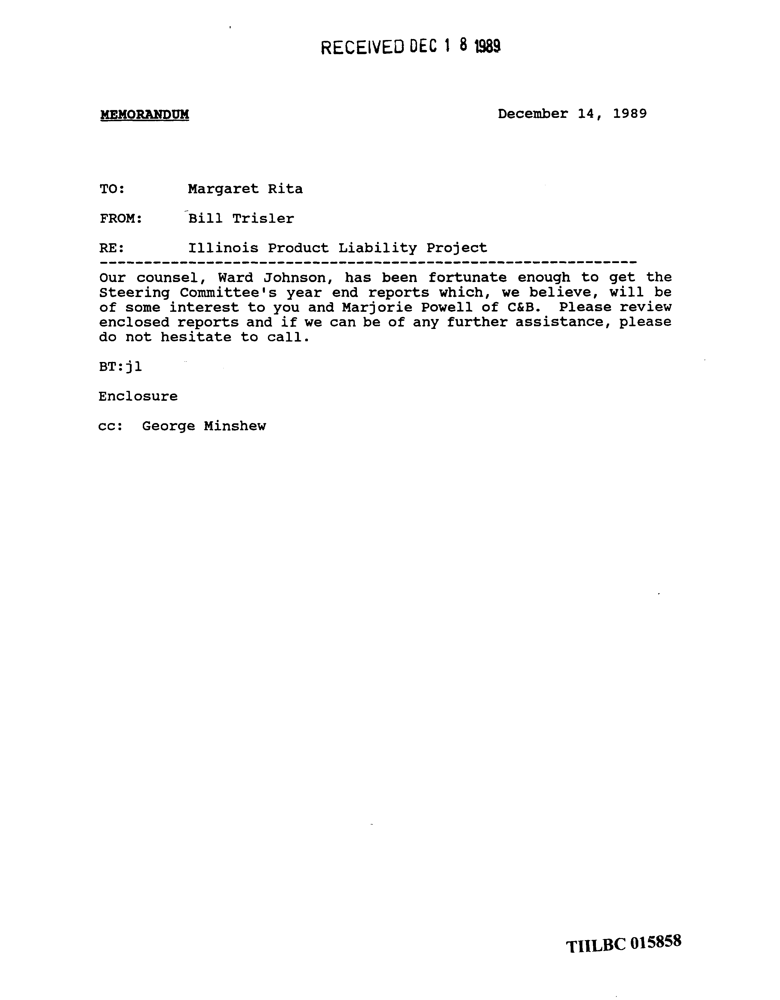 RECEIVED DEC 18 1989
MEMORANDUM December 14, 1989
TO: Margaret Rita
FROM: Bill Trisler
RE: Illinois Product Liability Project
Our counsel, Ward Johnson, has been fortunate enough to get the
Steering Committee's year end reports which, we believe, will be
of some interest to you and Marjorie Powell of C&B. Please review
enclosed reports and if we can be of any further assistance, please
do not hesitate to call.
BT:jl
Enclosure
cc: George Minshew
TIILBC 015858